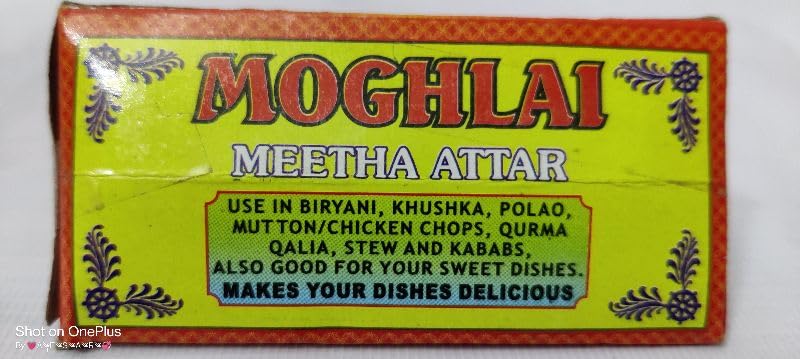 MOGHLAI
MEETHA ATTAR
USE IN BIRYANI, KHUSHKA, POLAO,
MUTTON/CHICKEN CHOPS, QURMA
QALIA, STEW AND KABABS,
ALSO GOOD FOR YOUR SWEET DISHES.
MAKES YOUR DISHES DELICIOUS
Shot on OnePlus